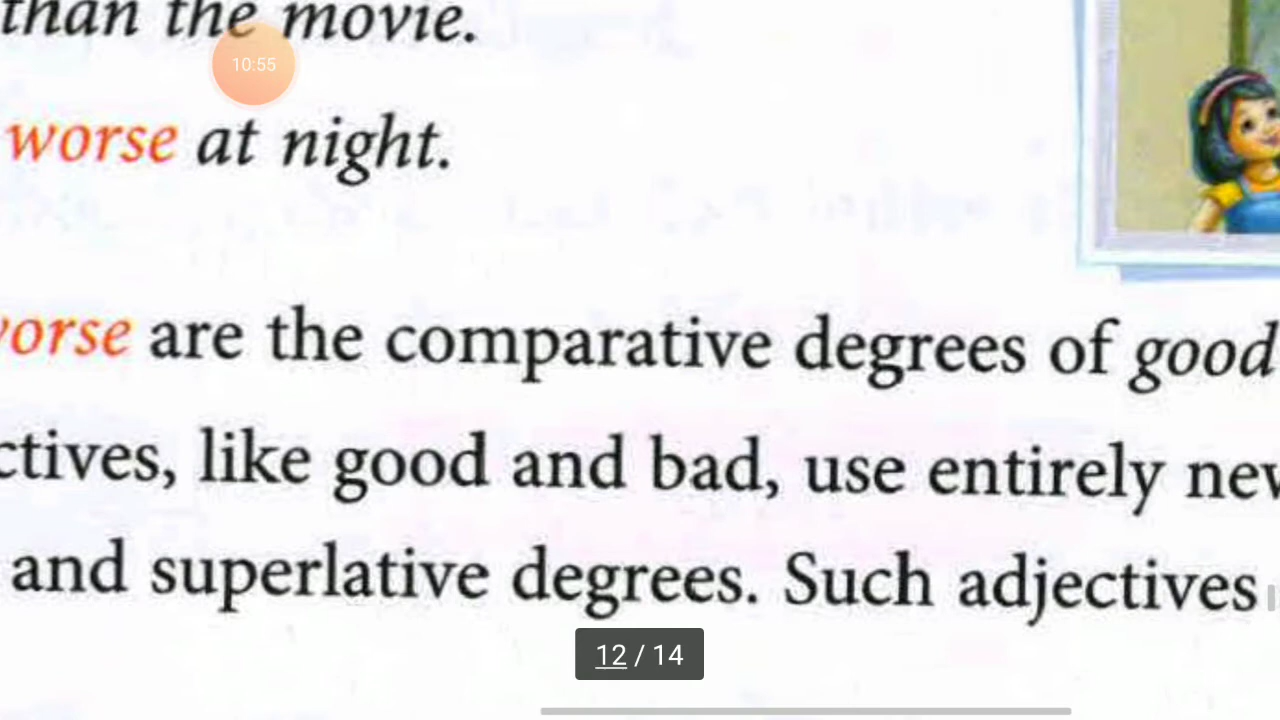 than the movie.
10:55
worse at night.
worse are the comparative degrees of good
ctives, like good and bad, use entirely new
and superlative degrees. Such adjectives
12 / 14